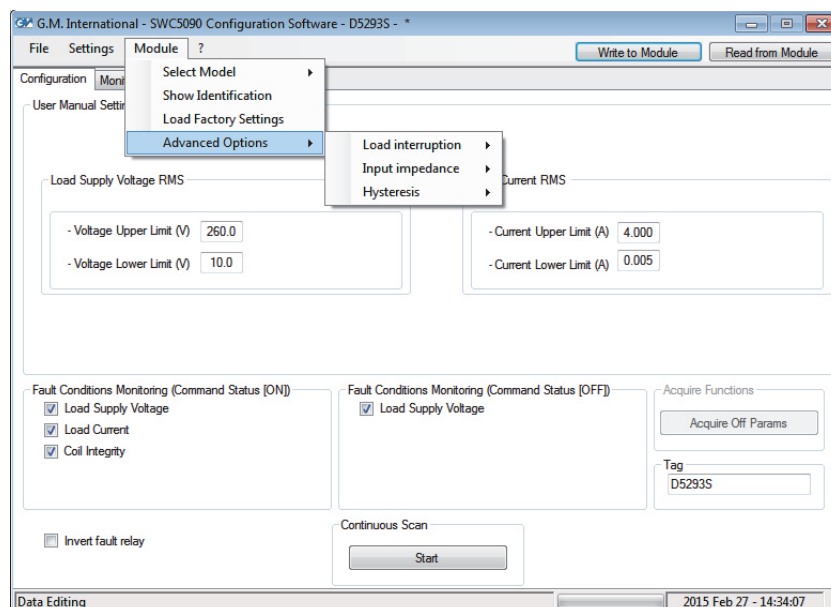 G.M. International - SWC5090 Configuration Software - D5293S - *
File Settings Module ?
Write to Module Read from Module
Configuration
Select Model
Show Identification
Load Factory Settings
Advanced Options
Load interruption
Input impedance
Hysteresis
User Manual
Load Supply Voltage RMS
Current RMS
- Voltage Upper Limit (V) 260.0
- Voltage Lower Limit (V) 10.0
- Current Upper Limit (A) 4.000
- Current Lower Limit (A) 0.005
Fault Conditions Monitoring (Command Status [ON])
Load Supply Voltage
Load Current
Coil Integrity
Fault Conditions Monitoring (Command Status [OFF])
Load Supply Voltage
Acquire Functions
Acquire Off Params
Tag
D5293S
Invert fault relay
Continuous Scan
Start
Data Editing
2015 Feb 27 - 14:34:07